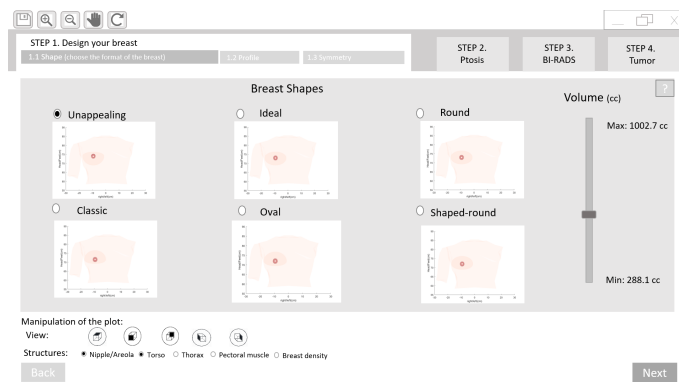 STEP 1. Design your breast
1.1 Shape (choose the format of the breast)
1.2 Profile
1.3 Symmetry
STEP 2.
Ptosis
STEP 3.
BI-RADS
STEP 4.
Tumor
Breast Shapes
?
Volume (cc)
Unappealing
Ideal
Round
Max: 1002.7 cc
Classic
Oval
Shaped-round
Min: 288.1 cc
Manipulation of the plot:
View:
Structures: Nipple/Areola Torso Thorax Pectoral muscle Breast density
Back
Next